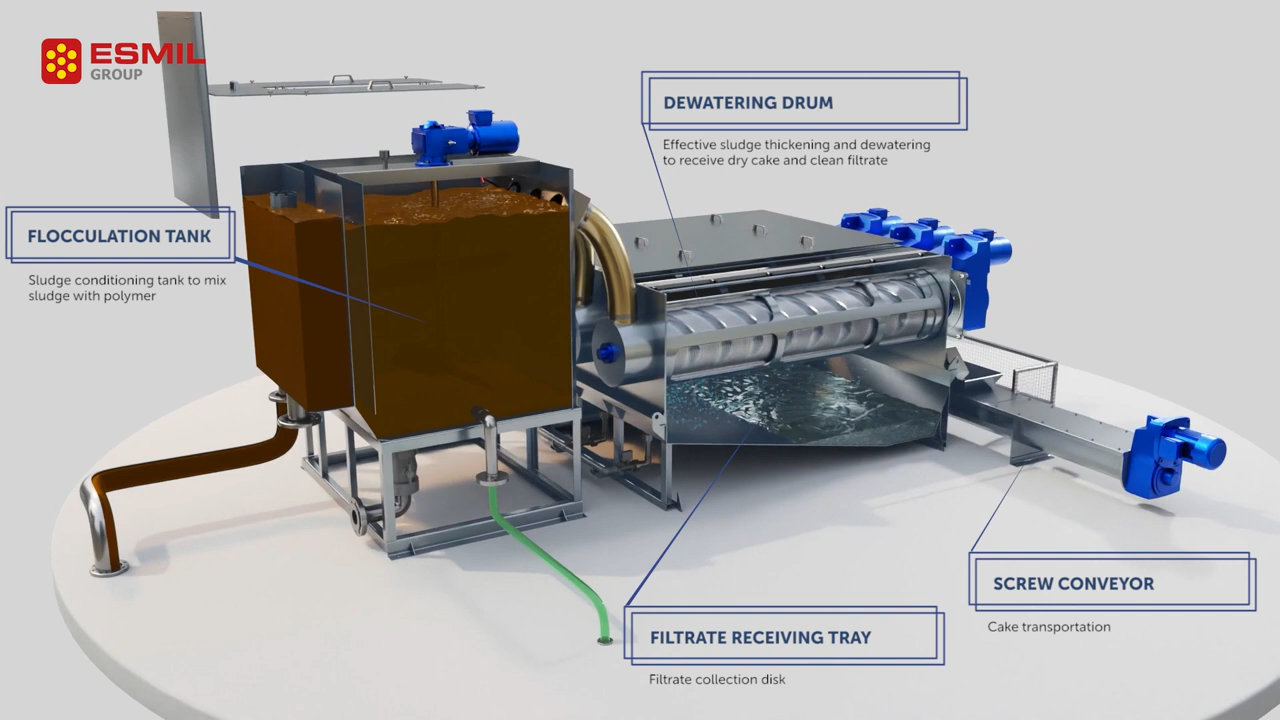 ESMIL
GROUP
DEWATERING DRUM
Effective sludge thickening and dewatering
to receive dry cake and clean filtrate
FLOCCULATION TANK
Sludge conditioning tank to mix
sludge with polymer
SCREW CONVEYOR
Cake transportation
FILTRATE RECEIVING TRAY
Filtrate collection disk